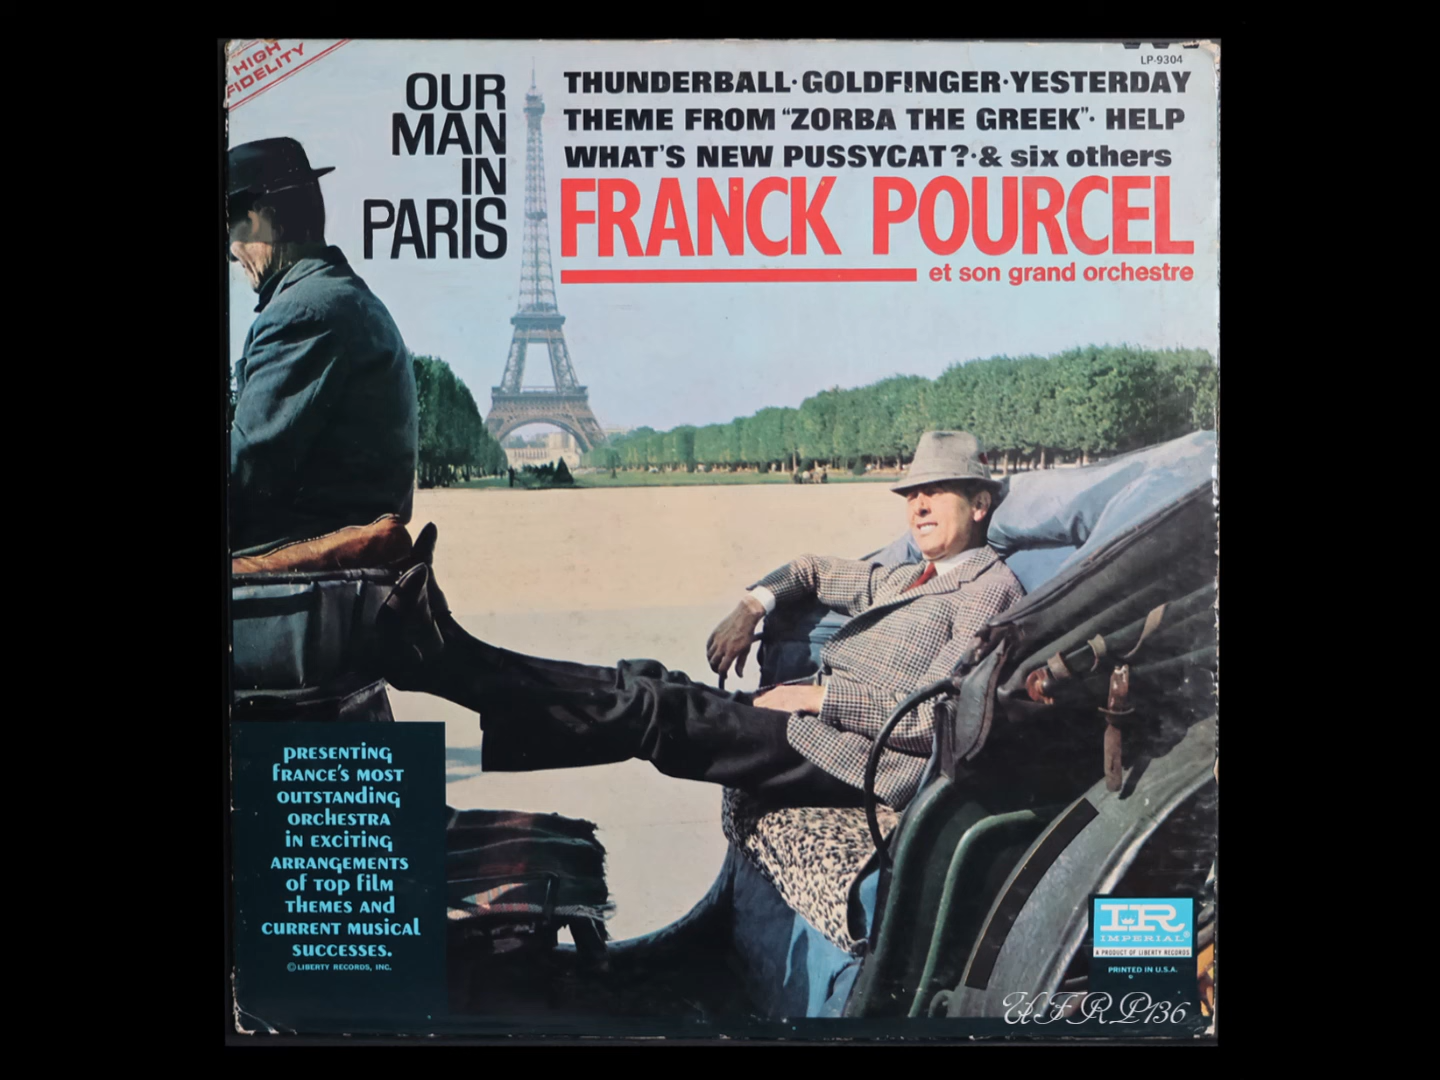 HIGH
FIDELITY
OUR
MAN
IN
PARIS
LP-9304
THUNDERBALL·GOLDFINGER·YESTERDAY
THEME FROM “ZORBA THE GREEK”· HELP
WHAT'S NEW PUSSYCAT?·& six others
FRANCK POURCEL
et son grand orchestre
PRESENTING
FRANCE'S MOST
OUTSTANDING
ORCHESTRA
IN EXCITING
ARRANGEMENTS
OF TOP FILM
THEMES AND
CURRENT MUSICAL
SUCCESSES.
©LIBERTY RECORDS, INC.
IR
IMPERIAL®
A PRODUCT OF LIBERTY RECORDS
PRINTED IN U.S.A.
UFRP136